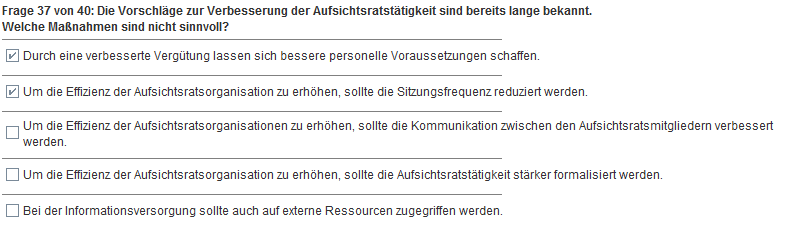 Frage 37 von 40: Die Vorschläge zur Verbesserung der Aufsichtsratstätigkeit sind bereits lange bekannt.
Welche Maßnahmen sind nicht sinnvoll?
Durch eine verbesserte Vergütung lassen sich bessere personelle Voraussetzungen schaffen.
Um die Effizienz der Aufsichtsratsorganisation zu erhöhen, sollte die Sitzungsfrequenz reduziert werden.
Um die Effizienz der Aufsichtsratsorganisationen zu erhöhen, sollte die Kommunikation zwischen den Aufsichtsratsmitgliedern verbessert
werden.
Um die Effizienz der Aufsichtsratsorganisation zu erhöhen, sollte die Aufsichtsratstätigkeit stärker formalisiert werden.
Bei der Informationsversorgung sollte auch auf externe Ressourcen zugegriffen werden.